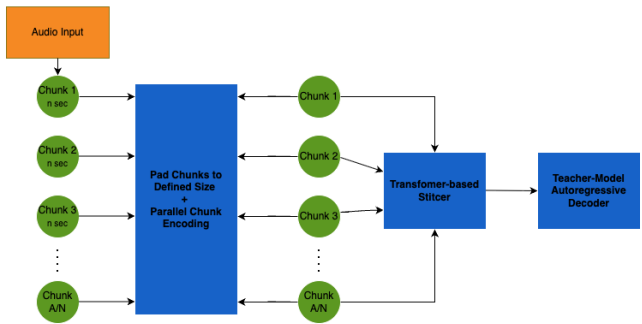 Audio Input
Chunk 1
n sec
Chunk 2
n sec
Chunk 3
n sec
Chunk
A/N
Pad Chunks to
Defined Size
+
Parallel Chunk
Encoding
Chunk 1
Chunk 2
Chunk 3
Chunk
A/N
Transfomer-based
Stitcer
Teacher-Model
Autoregressive
Decoder